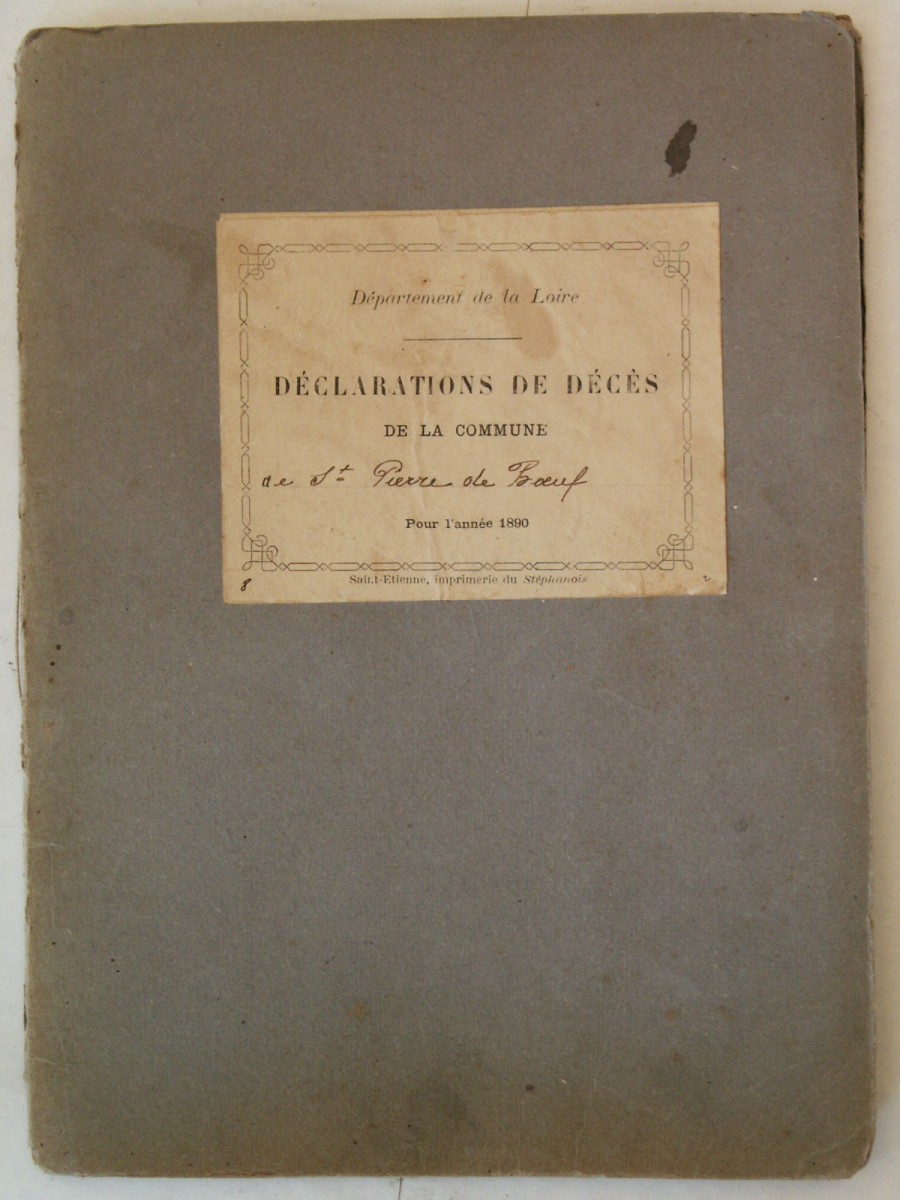 Département de la Loire
DÉCLARATIONS DE DÉCÈS
DE LA COMMUNE
de St Pierre de Bœuf
Pour l'année 1890
Saint-Etienne, imprimerie du Stéphanois
8 2